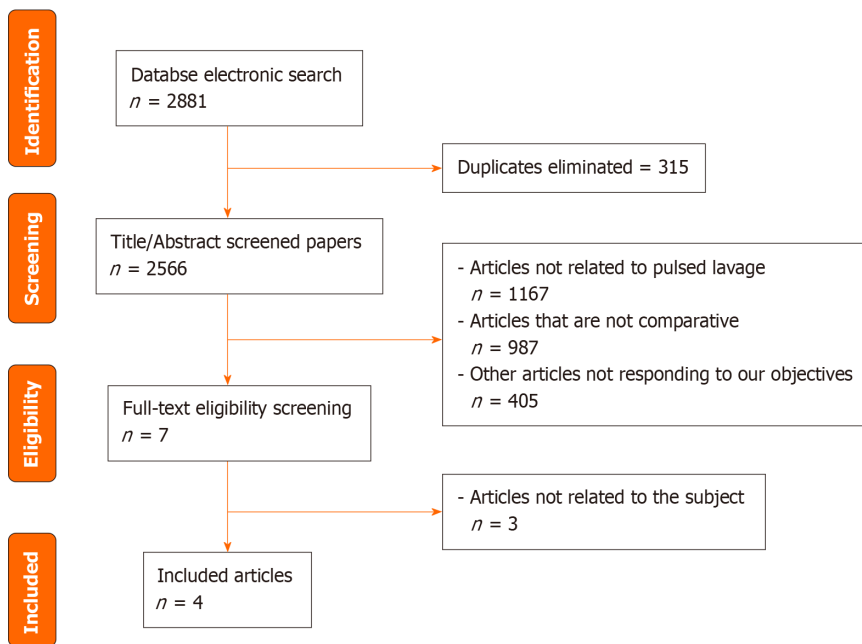 Identification
Databse electronic search
n = 2881
Duplicates eliminated = 315
Screening
Title/Abstract screened papers
n = 2566
- Articles not related to pulsed lavage
n = 1167
- Articles that are not comparative
n = 987
- Other articles not responding to our objectives
n = 405
Eligibility
Full-text eligibility screening
n = 7
- Articles not related to the subject
n = 3
Included
Included articles
n = 4